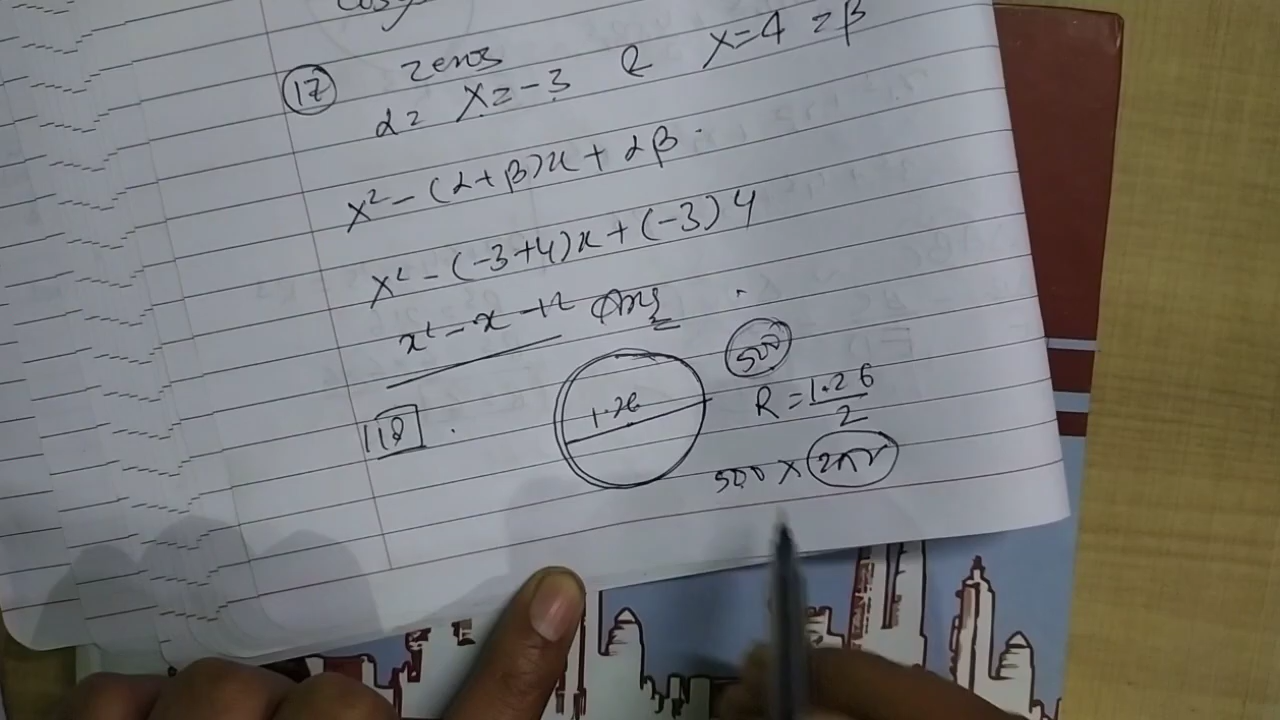 17 zeros
α= x=-3 & x=4=β
x² - (α+β)x + αβ
x² - (-3+4)x + (-3)4
x² - x - 12 Ans
118.
1.26
500
R = 1.26/2
500 × 2πr